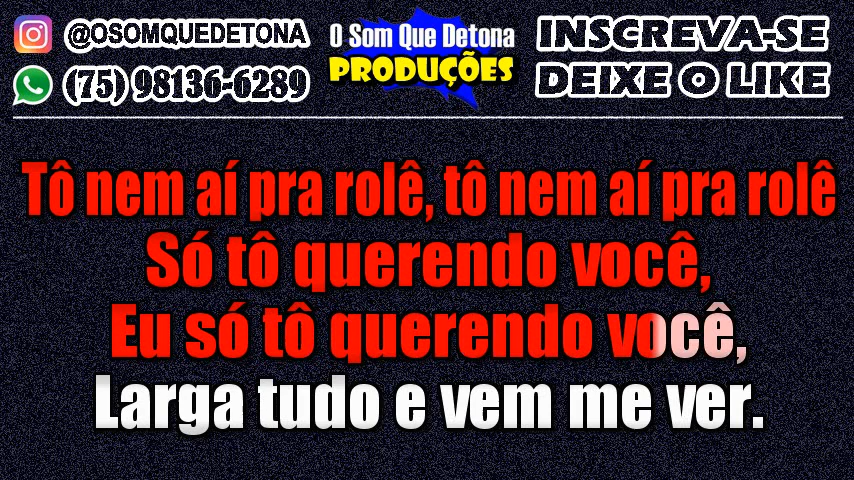 @OSOMQUEDETONA
(75) 98136-6289
O Som Que Detona
PRODUÇÕES
INSCREVA-SE
DEIXE O LIKE
Tô nem aí pra rolê, tô nem aí pra rolê
Só tô querendo você,
Eu só tô querendo você,
Larga tudo e vem me ver.